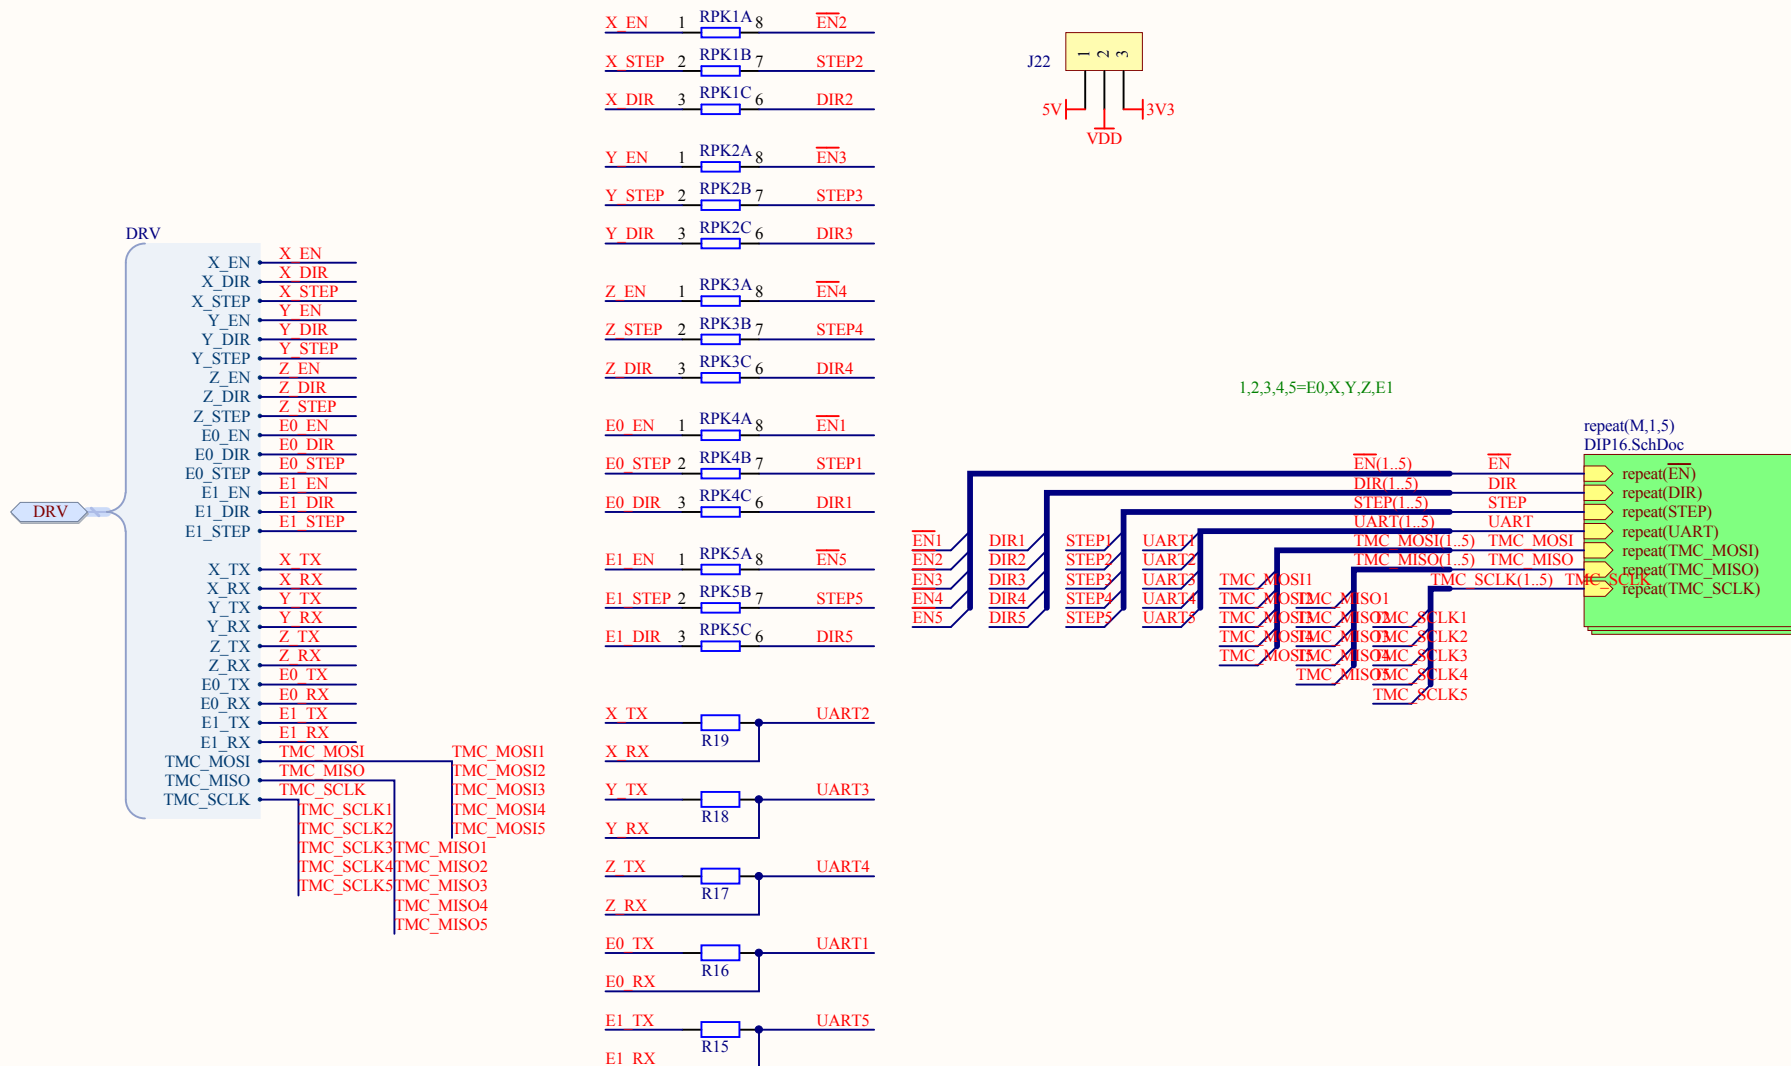 DRV
DRV
X_EN
X_DIR
X_STEP
Y_EN
Y_DIR
Y_STEP
Z_EN
Z_DIR
Z_STEP
E0_EN
E0_DIR
E0_STEP
E1_EN
E1_DIR
E1_STEP
X_TX
X_RX
Y_TX
Y_RX
Z_TX
Z_RX
E0_TX
E0_RX
E1_TX
E1_RX
TMC_MOSI
TMC_MISO
TMC_SCLK
X_EN
X_DIR
X_STEP
Y_EN
Y_DIR
Y_STEP
Z_EN
Z_DIR
Z_STEP
E0_EN
E0_DIR
E0_STEP
E1_EN
E1_DIR
E1_STEP
X_TX
X_RX
Y_TX
Y_RX
Z_TX
Z_RX
E0_TX
E0_RX
E1_TX
E1_RX
TMC_MOSI
TMC_MISO
TMC_SCLK
TMC_SCLK1
TMC_SCLK2
TMC_SCLK3
TMC_SCLK4
TMC_SCLK5
TMC_MISO1
TMC_MISO2
TMC_MISO3
TMC_MISO4
TMC_MISO5
TMC_MOSI1
TMC_MOSI2
TMC_MOSI3
TMC_MOSI4
TMC_MOSI5
X_EN 1 RPK1A 8 EN2
X_STEP 2 RPK1B 7 STEP2
X_DIR 3 RPK1C 6 DIR2
Y_EN 1 RPK2A 8 EN3
Y_STEP 2 RPK2B 7 STEP3
Y_DIR 3 RPK2C 6 DIR3
Z_EN 1 RPK3A 8 EN4
Z_STEP 2 RPK3B 7 STEP4
Z_DIR 3 RPK3C 6 DIR4
E0_EN 1 RPK4A 8 EN1
E0_STEP 2 RPK4B 7 STEP1
E0_DIR 3 RPK4C 6 DIR1
E1_EN 1 RPK5A 8 EN5
E1_STEP 2 RPK5B 7 STEP5
E1_DIR 3 RPK5C 6 DIR5
X_TX UART2
R19
X_RX
Y_TX UART3
R18
Y_RX
Z_TX UART4
R17
Z_RX
E0_TX UART1
R16
E0_RX
E1_TX UART5
R15
E1_RX
J22
1 2 3
5V 3V3
VDD
1,2,3,4,5=E0,X,Y,Z,E1
repeat(M,1,5)
DIP16.SchDoc
EN(1..5) EN repeat(EN)
DIR(1..5) DIR repeat(DIR)
STEP(1..5) STEP repeat(STEP)
UART(1..5) UART repeat(UART)
TMC_MOSI(1..5) TMC_MOSI repeat(TMC_MOSI)
TMC_MISO(1..5) TMC_MISO repeat(TMC_MISO)
TMC_SCLK(1..5) TMC_SCLK repeat(TMC_SCLK)
EN1
EN2
EN3
EN4
EN5
DIR1
DIR2
DIR3
DIR4
DIR5
STEP1
STEP2
STEP3
STEP4
STEP5
UART1
UART2
UART3
UART4
UART5
TMC_MOSI1
TMC_MOSI2
TMC_MOSI3
TMC_MOSI4
TMC_MOSI5
TMC_MISO1
TMC_MISO2
TMC_MISO3
TMC_MISO4
TMC_MISO5
TMC_SCLK1
TMC_SCLK2
TMC_SCLK3
TMC_SCLK4
TMC_SCLK5